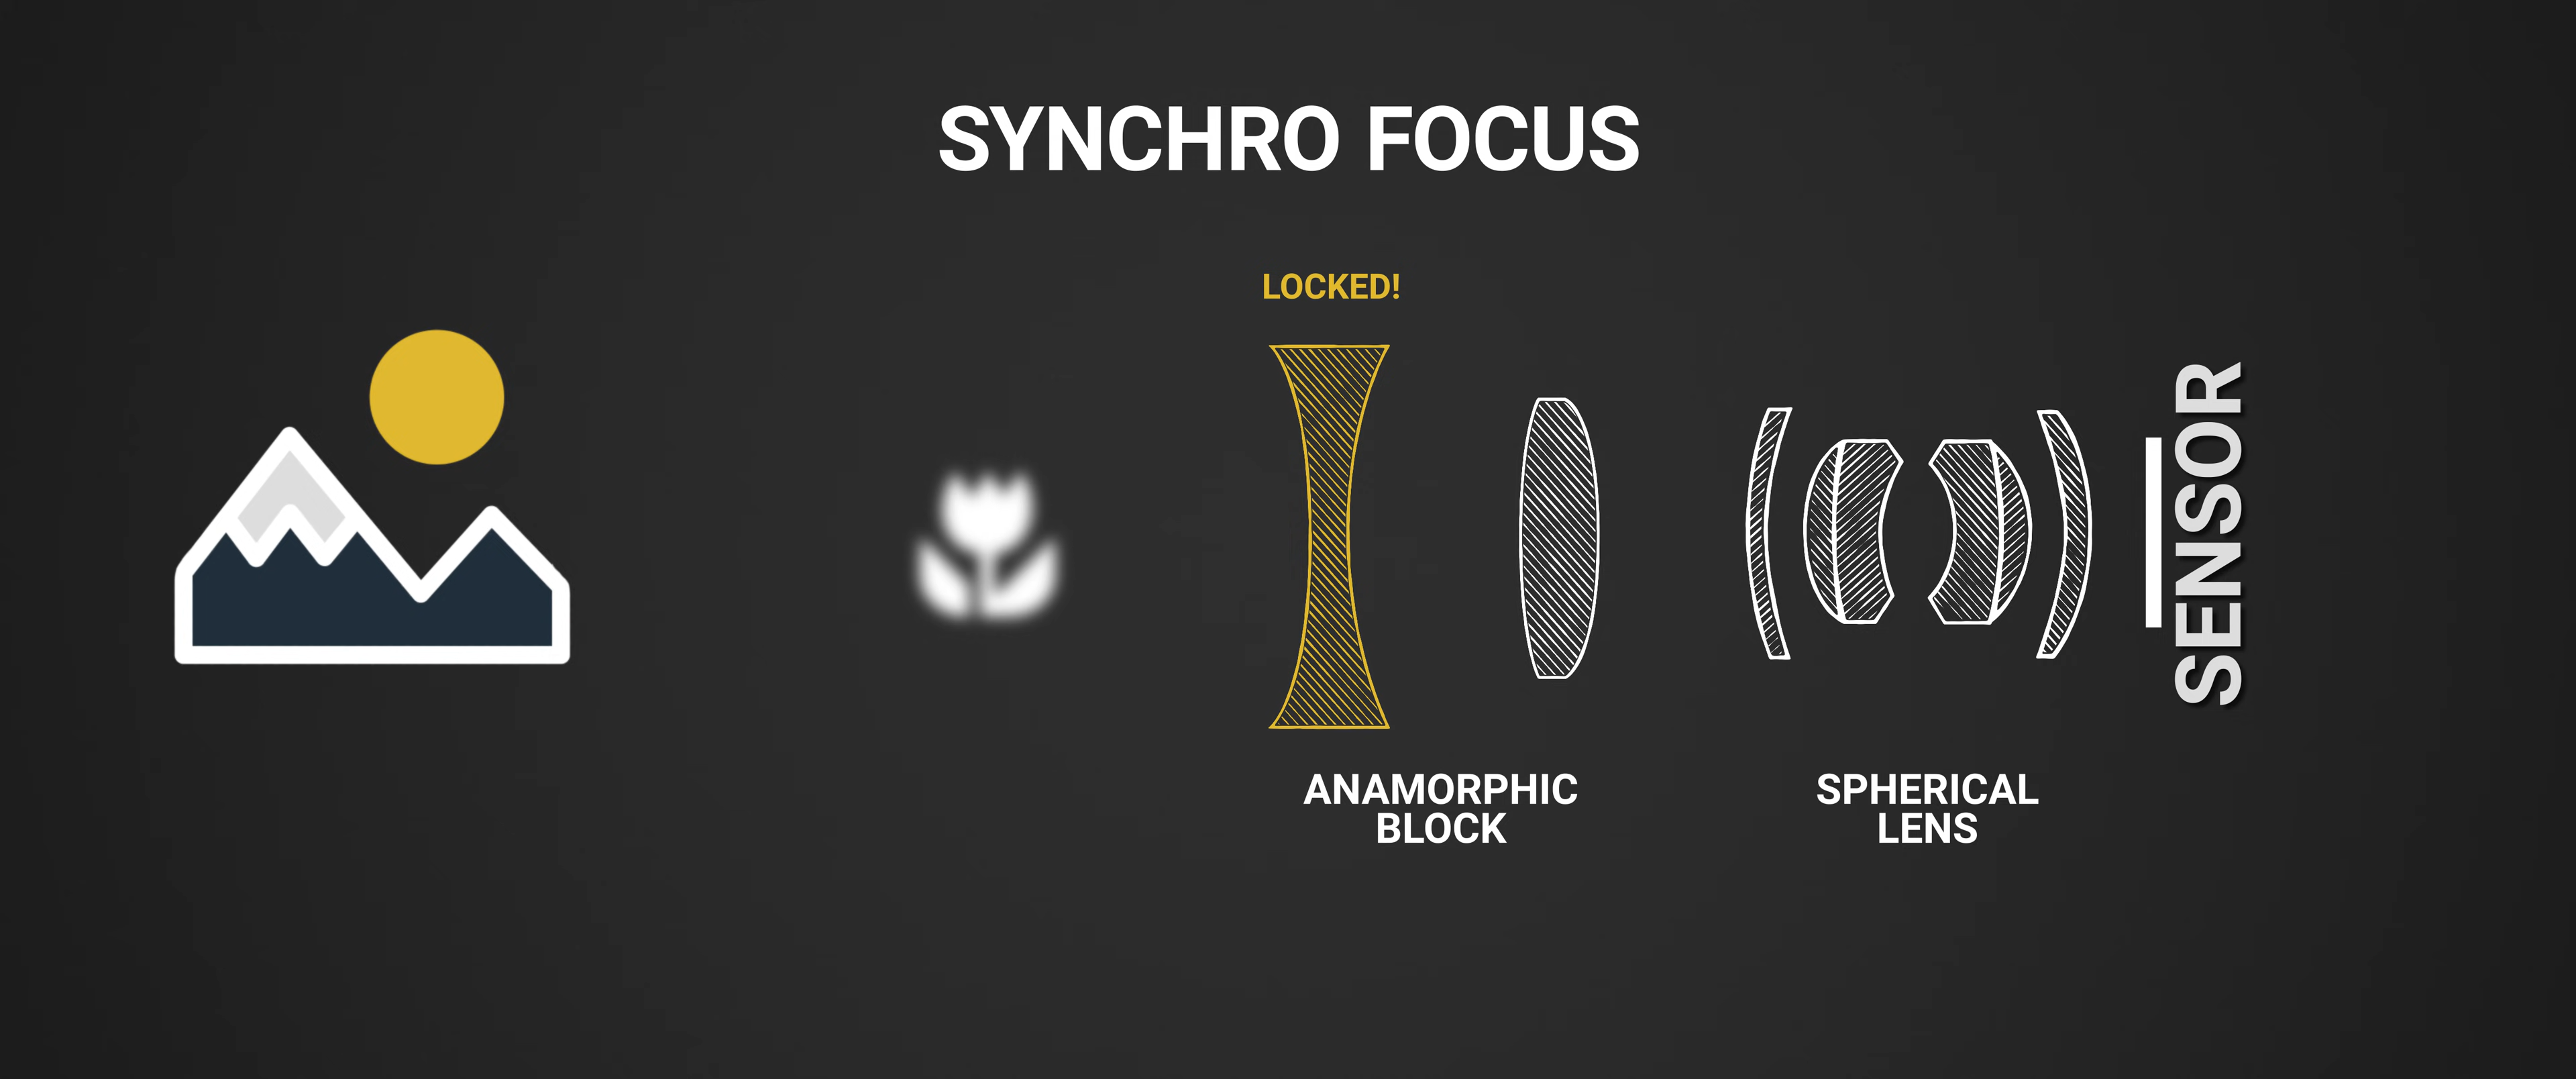 SYNCHRO FOCUS
LOCKED!
SENSOR
ANAMORPHIC
BLOCK
SPHERICAL
LENS